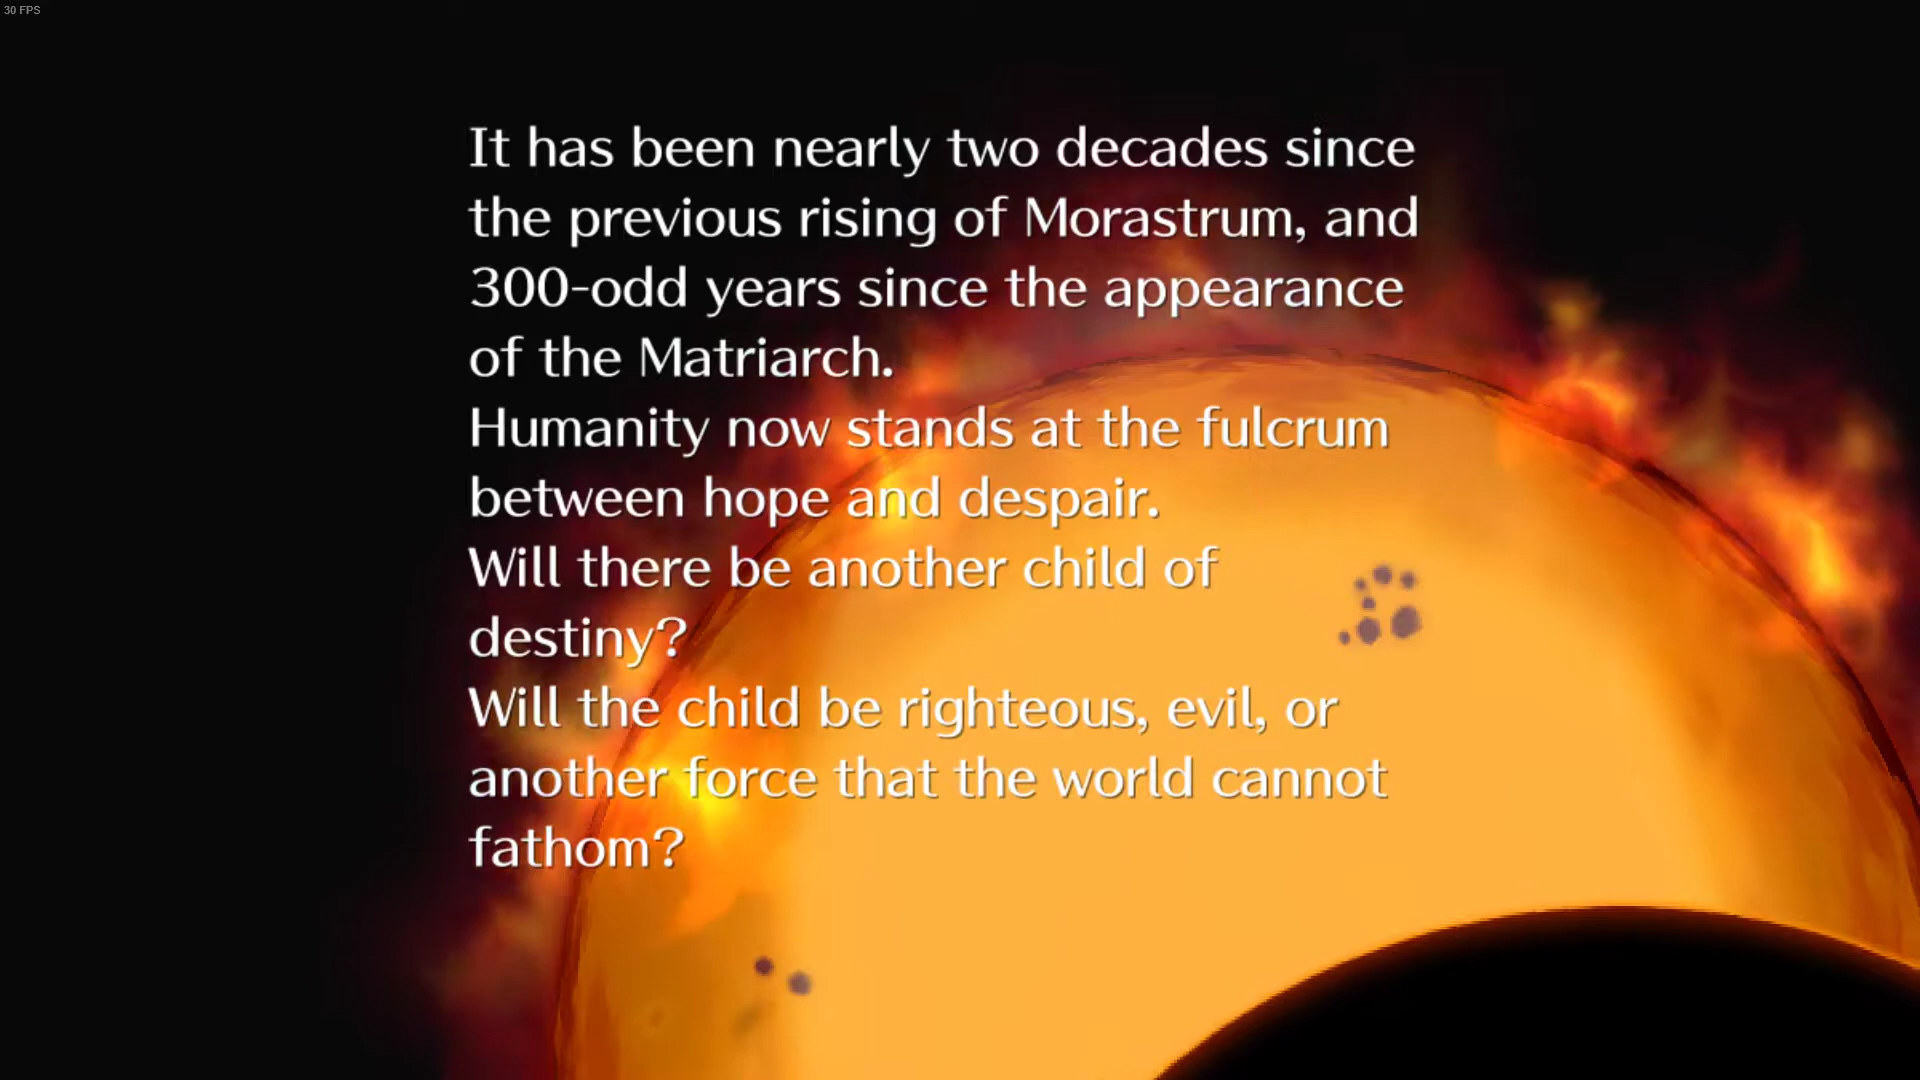 30 FPS
It has been nearly two decades since
the previous rising of Morastrum, and
300-odd years since the appearance
of the Matriarch.
Humanity now stands at the fulcrum
between hope and despair.
Will there be another child of
destiny?
Will the child be righteous, evil, or
another force that the world cannot
fathom?